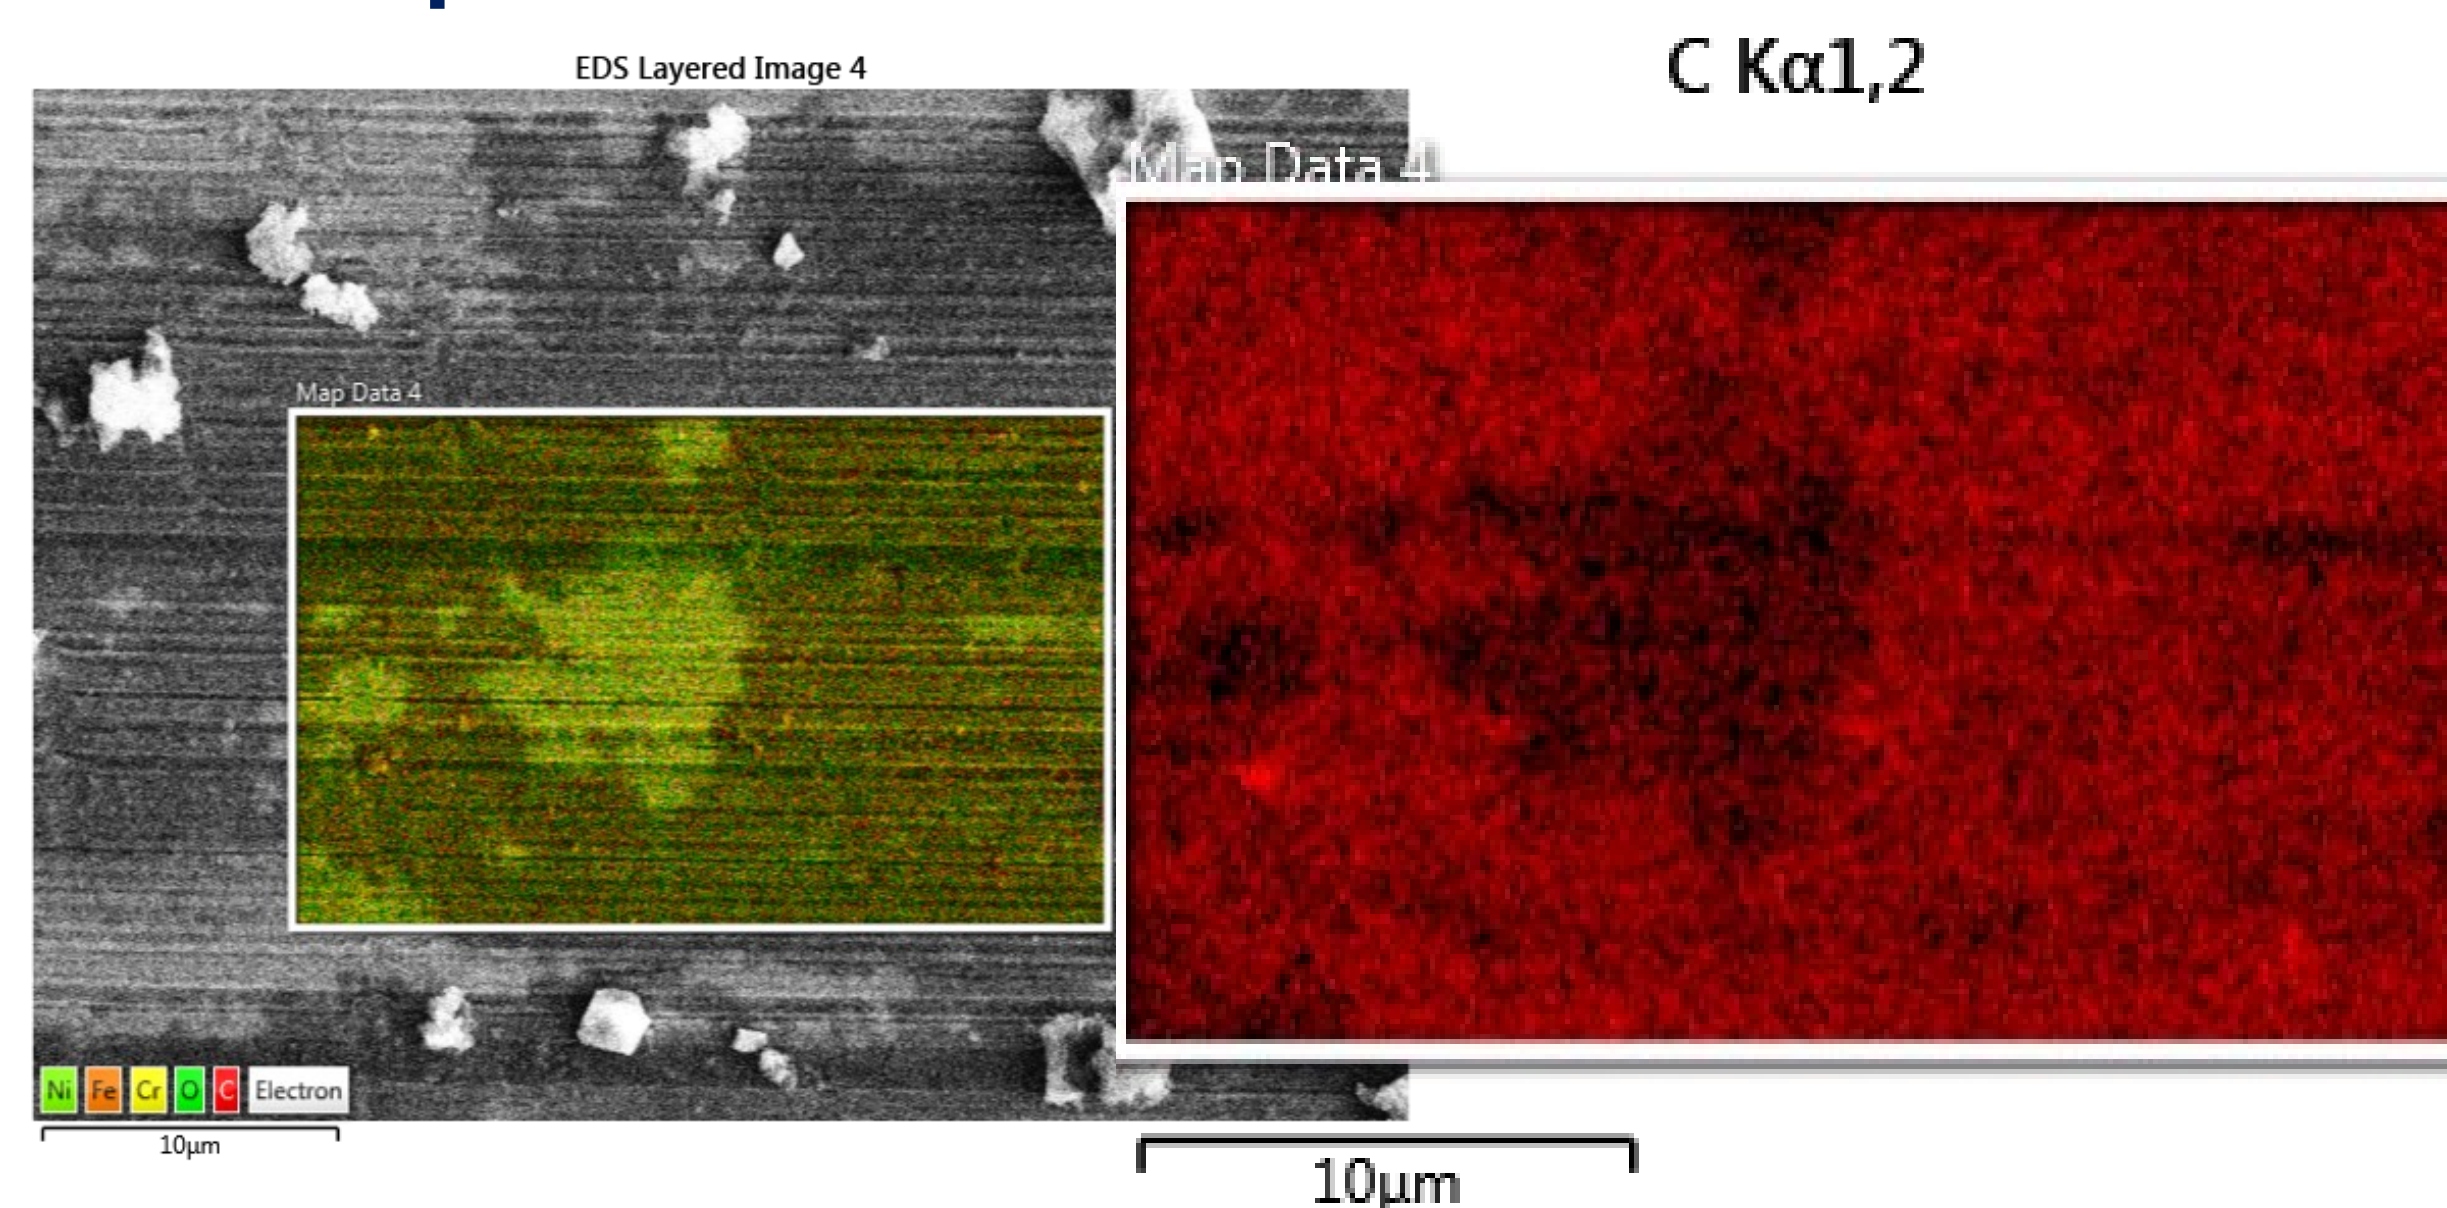 EDS Layered Image 4
C Kα1,2
Map Data 4
Map Data 4
Ni Fe Cr O C Electron
10µm
10µm